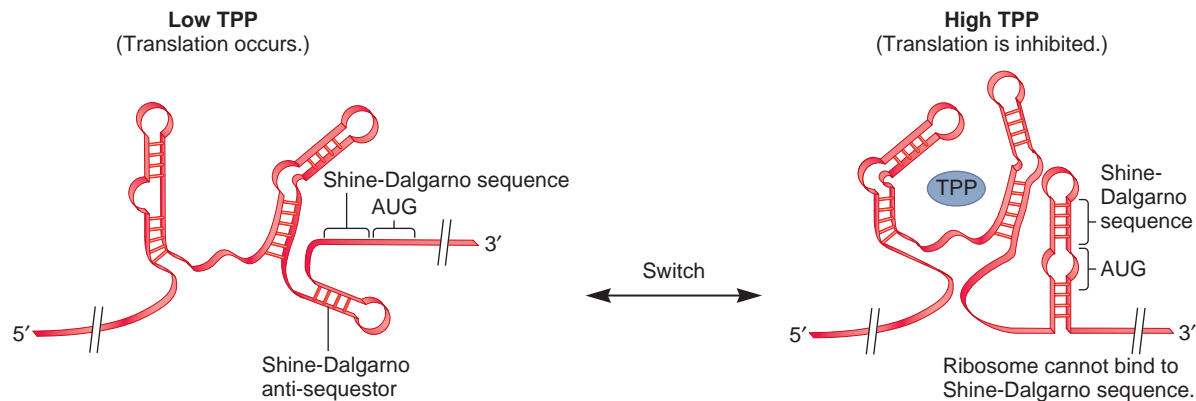 Low TPP
(Translation occurs.)
Shine-Dalgarno sequence
AUG
3′
5′
Shine-Dalgarno
anti-sequestor
Switch
High TPP
(Translation is inhibited.)
TPP
Shine-
Dalgarno
sequence
AUG
5′
3′
Ribosome cannot bind to
Shine-Dalgarno sequence.